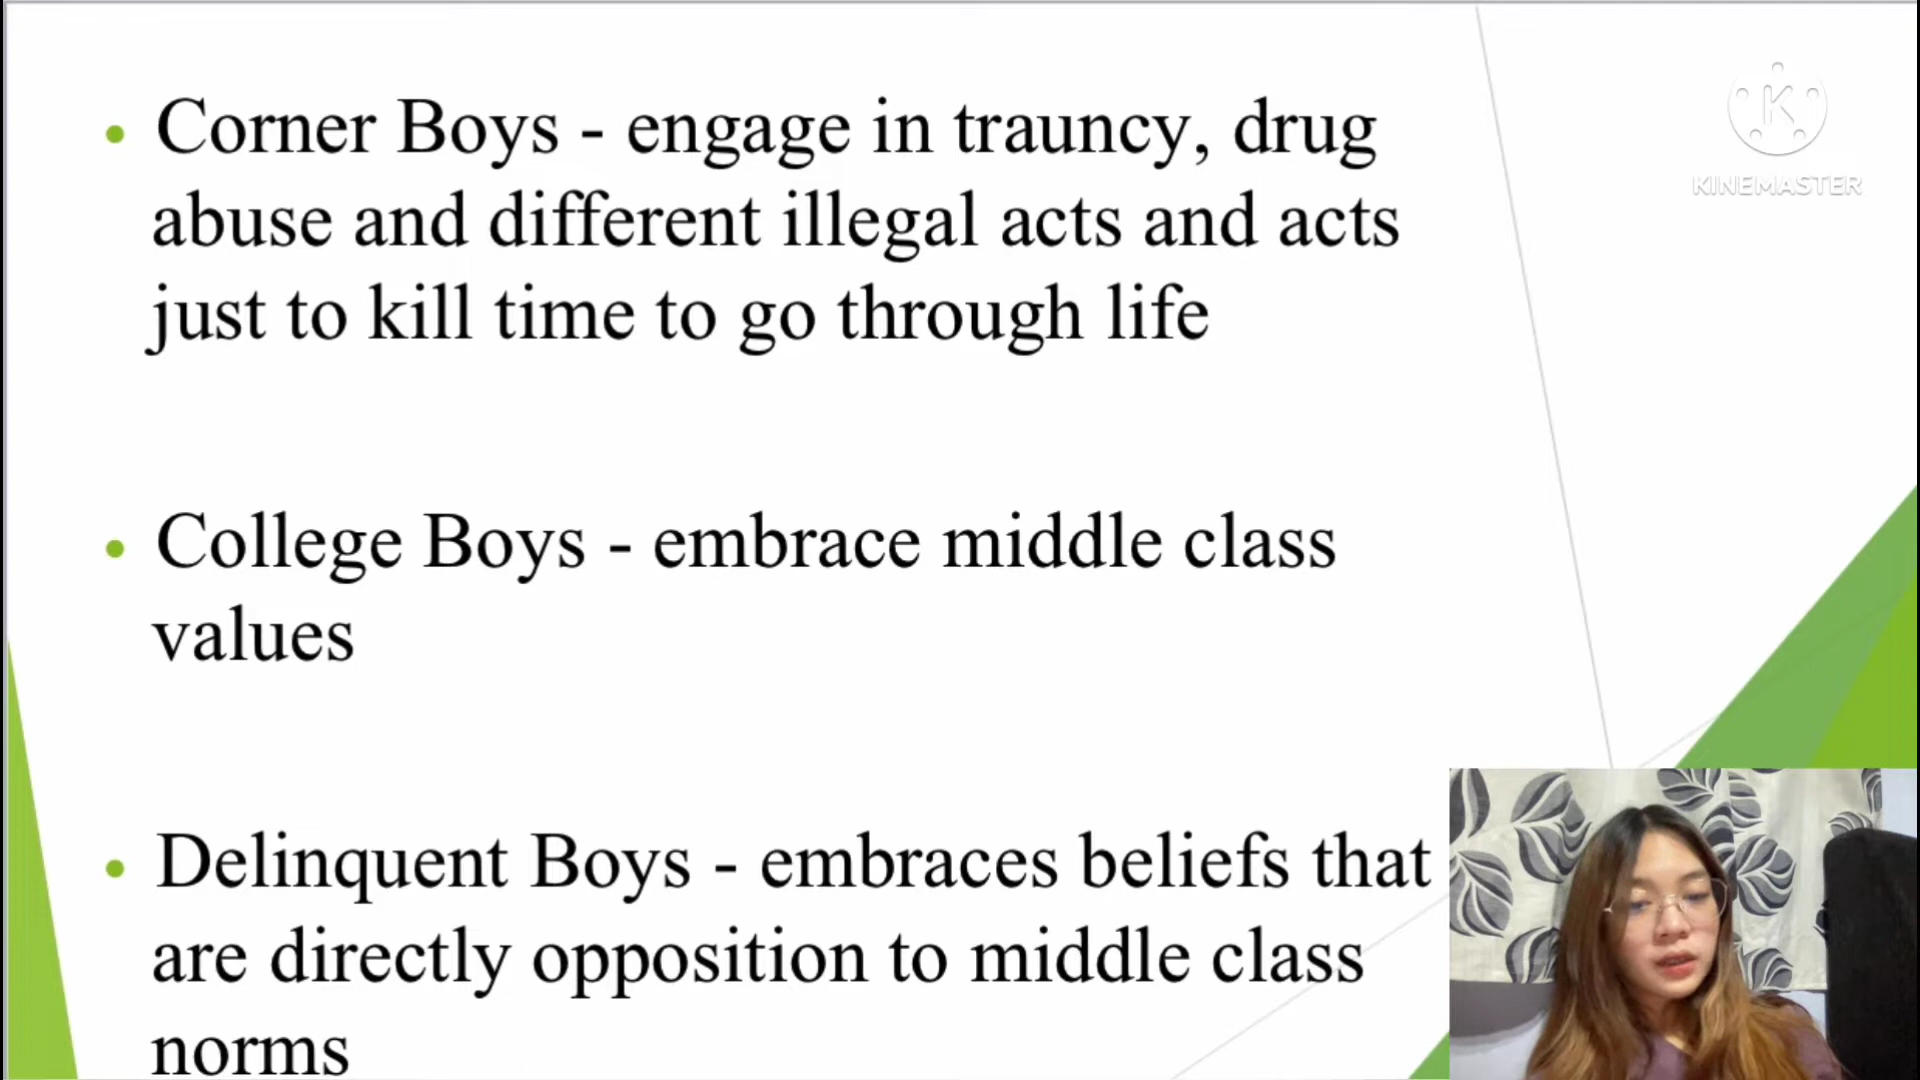 • Corner Boys - engage in trauncy, drug
abuse and different illegal acts and acts
just to kill time to go through life
• College Boys - embrace middle class
values
• Delinquent Boys - embraces beliefs that
are directly opposition to middle class
norms
K
KINEMASTER